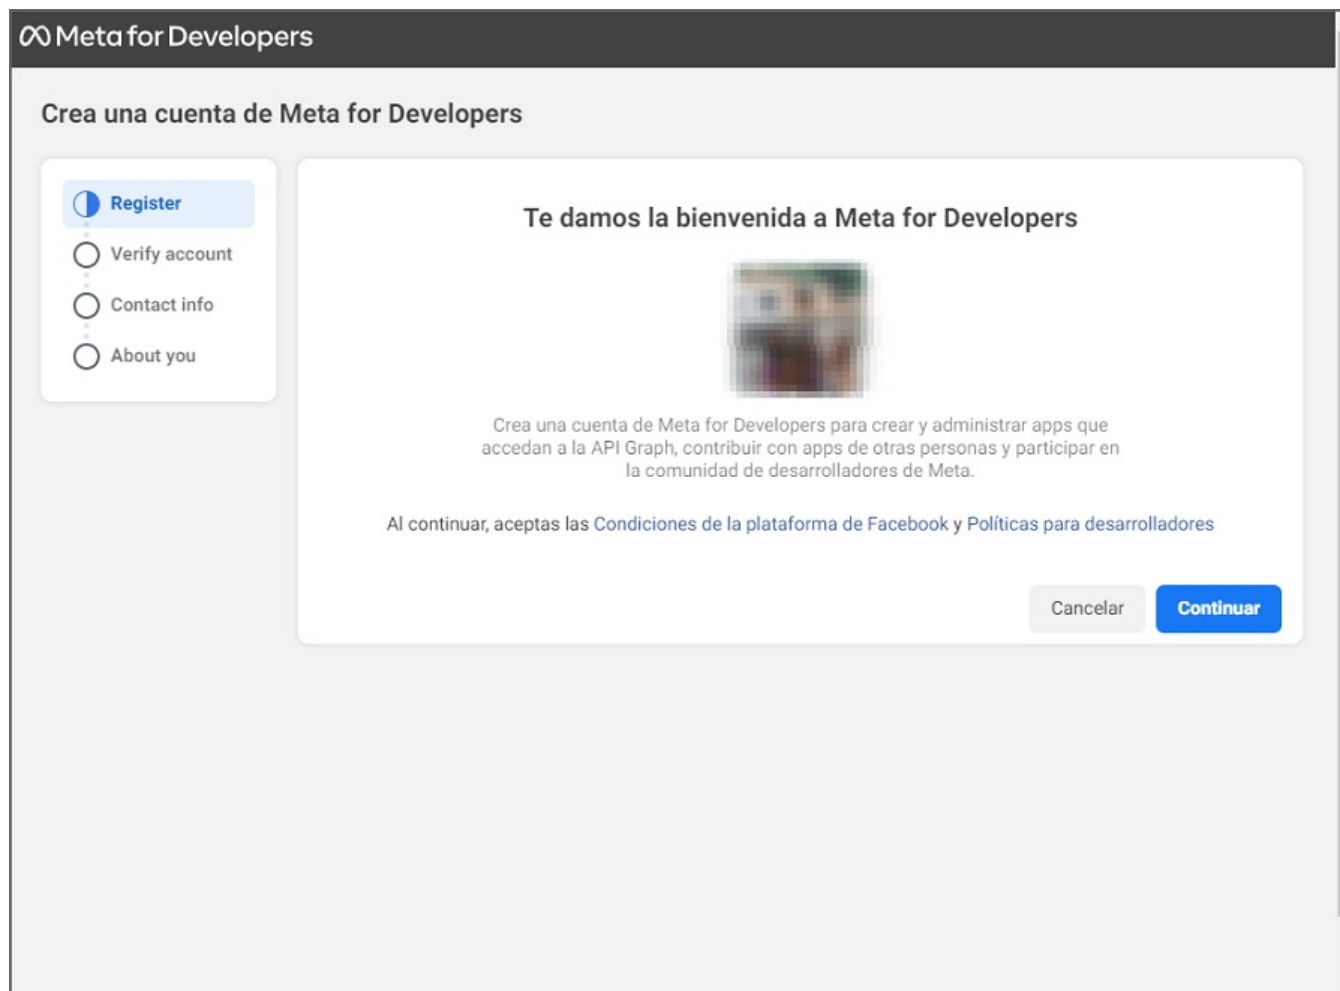 Meta for Developers
Crea una cuenta de Meta for Developers
Register
Verify account
Contact info
About you
Te damos la bienvenida a Meta for Developers
Crea una cuenta de Meta for Developers para crear y administrar apps que
accedan a la API Graph, contribuir con apps de otras personas y participar en
la comunidad de desarrolladores de Meta.
Al continuar, aceptas las Condiciones de la plataforma de Facebook y Políticas para desarrolladores
Cancelar
Continuar